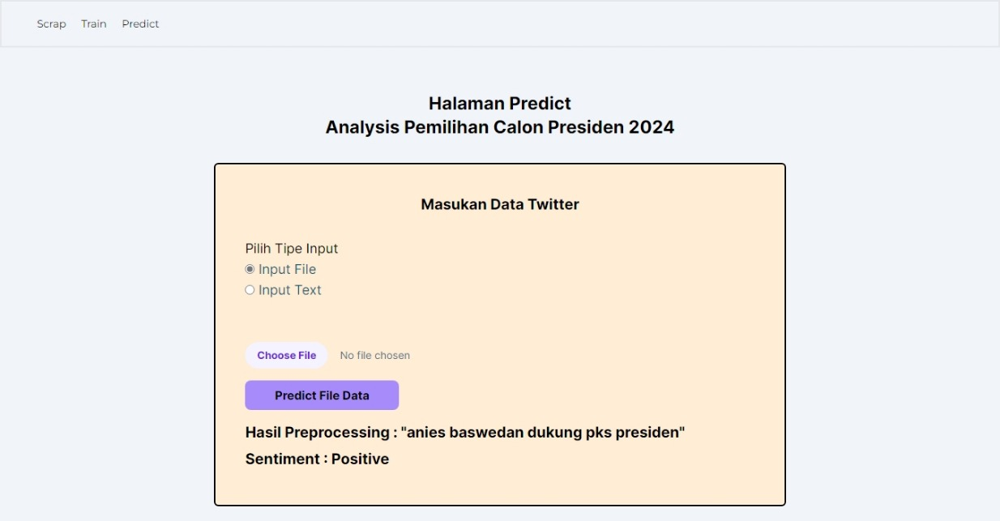 Scrap Train Predict
Halaman Predict
Analysis Pemilihan Calon Presiden 2024
Masukan Data Twitter
Pilih Tipe Input
Input File
Input Text
Choose File No file chosen
Predict File Data
Hasil Preprocessing : "anies baswedan dukung pks presiden"
Sentiment : Positive